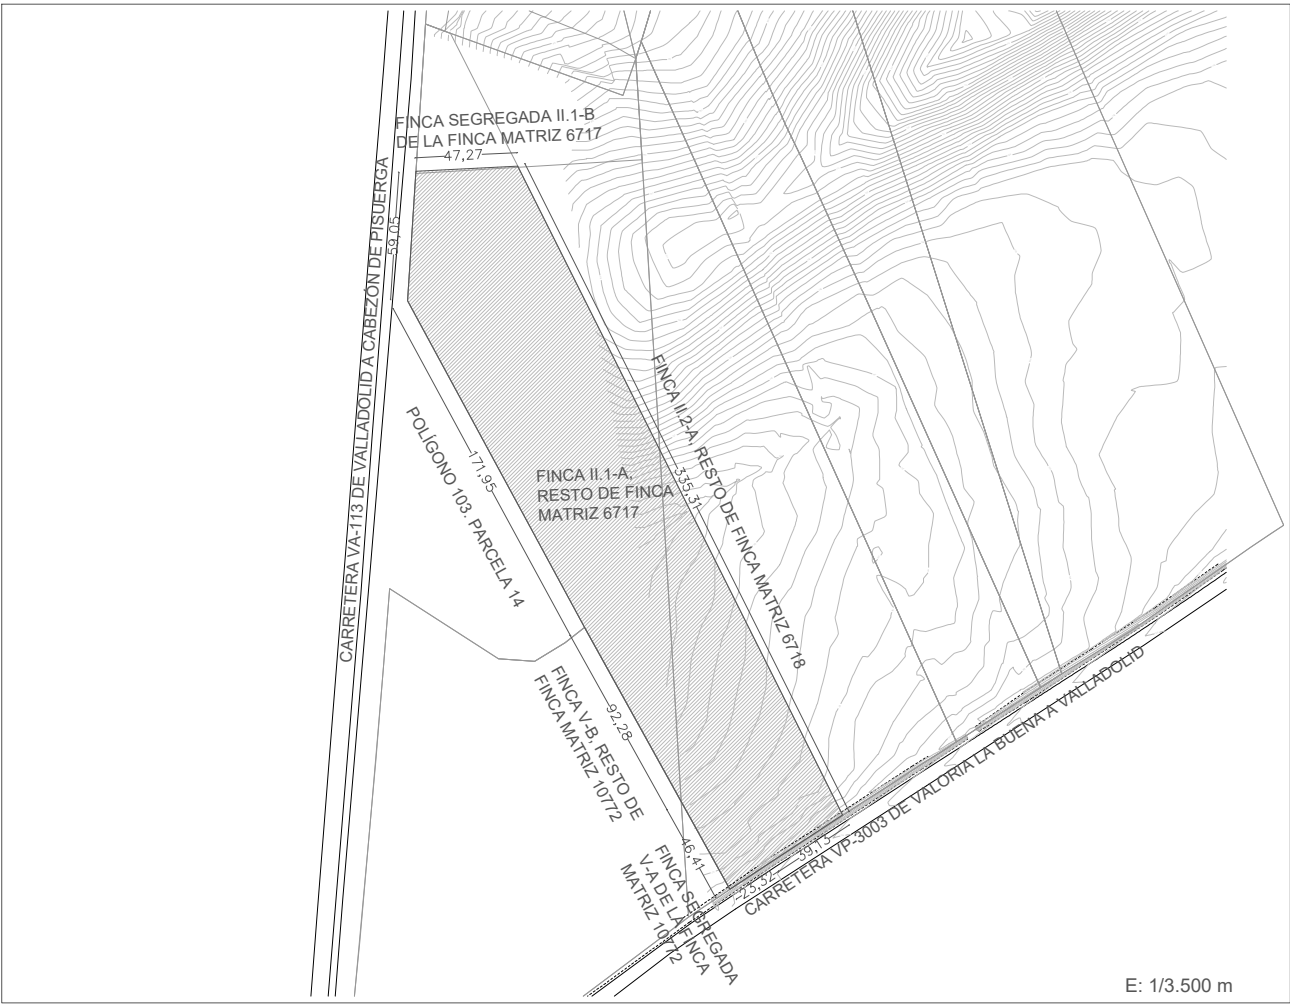 FINCA SEGREGADA II.1-B
DE LA FINCA MATRIZ 6717
47,27
59,05
CARRETERA VA-113 DE VALLADOLID A CABEZÓN DE PISUERGA
FINCA II.2-A, RESTO DE FINCA MATRIZ 6718
335,31
POLÍGONO 103. PARCELA 14
171,95
FINCA II.1-A,
RESTO DE FINCA
MATRIZ 6717
FINCA V-B, RESTO DE
FINCA MATRIZ 10772
92,28
46,41
FINCA SEGREGADA
V-A DE LA FINCA
MATRIZ 10772
23,32
39,13
CARRETERA VP-3003 DE VALORIA LA BUENA A VALLADOLID
E: 1/3.500 m